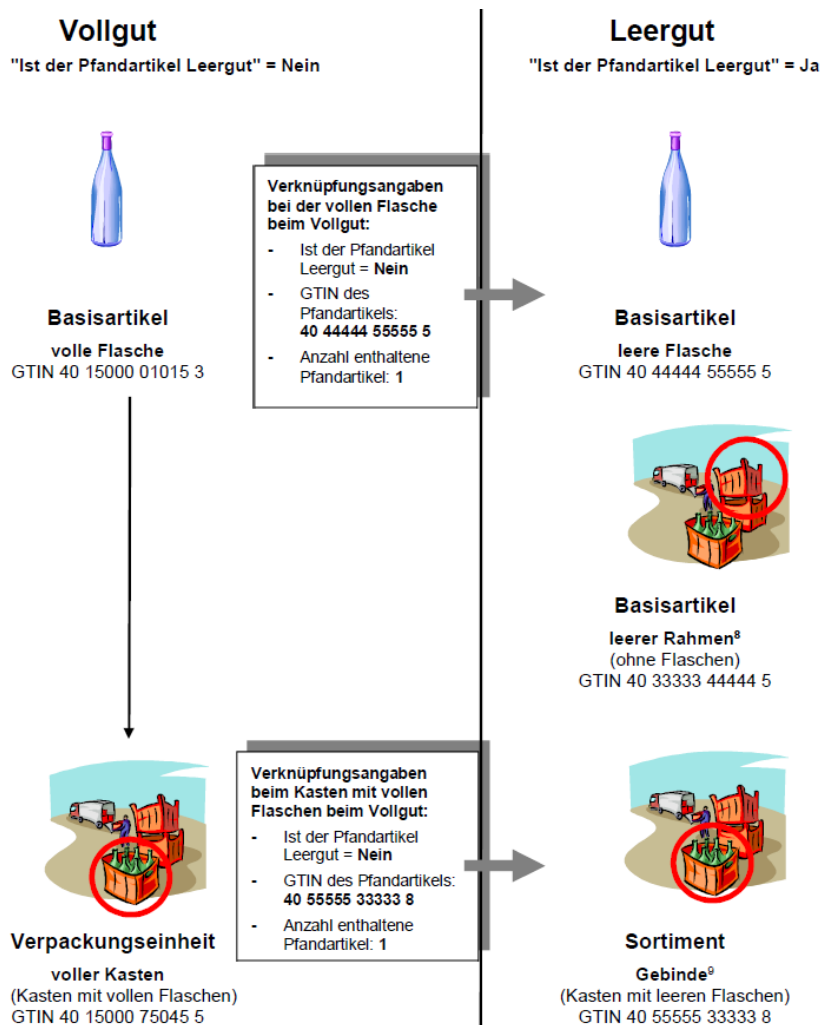 Vollgut
"Ist der Pfandartikel Leergut" = Nein
Leergut
"Ist der Pfandartikel Leergut" = Ja
Verknüpfungsangaben
bei der vollen Flasche
beim Vollgut:
- Ist der Pfandartikel
Leergut = Nein
- GTIN des
Pfandartikels:
40 44444 55555 5
- Anzahl enthaltene
Pfandartikel: 1
Basisartikel
volle Flasche
GTIN 40 15000 01015 3
Basisartikel
leere Flasche
GTIN 40 44444 55555 5
Basisartikel
leerer Rahmen⁸
(ohne Flaschen)
GTIN 40 33333 44444 5
Verknüpfungsangaben
beim Kasten mit vollen
Flaschen beim Vollgut:
- Ist der Pfandartikel
Leergut = Nein
- GTIN des Pfandartikels:
40 55555 33333 8
- Anzahl enthaltene
Pfandartikel: 1
Verpackungseinheit
voller Kasten
(Kasten mit vollen Flaschen)
GTIN 40 15000 75045 5
Sortiment
Gebinde⁹
(Kasten mit leeren Flaschen)
GTIN 40 55555 33333 8